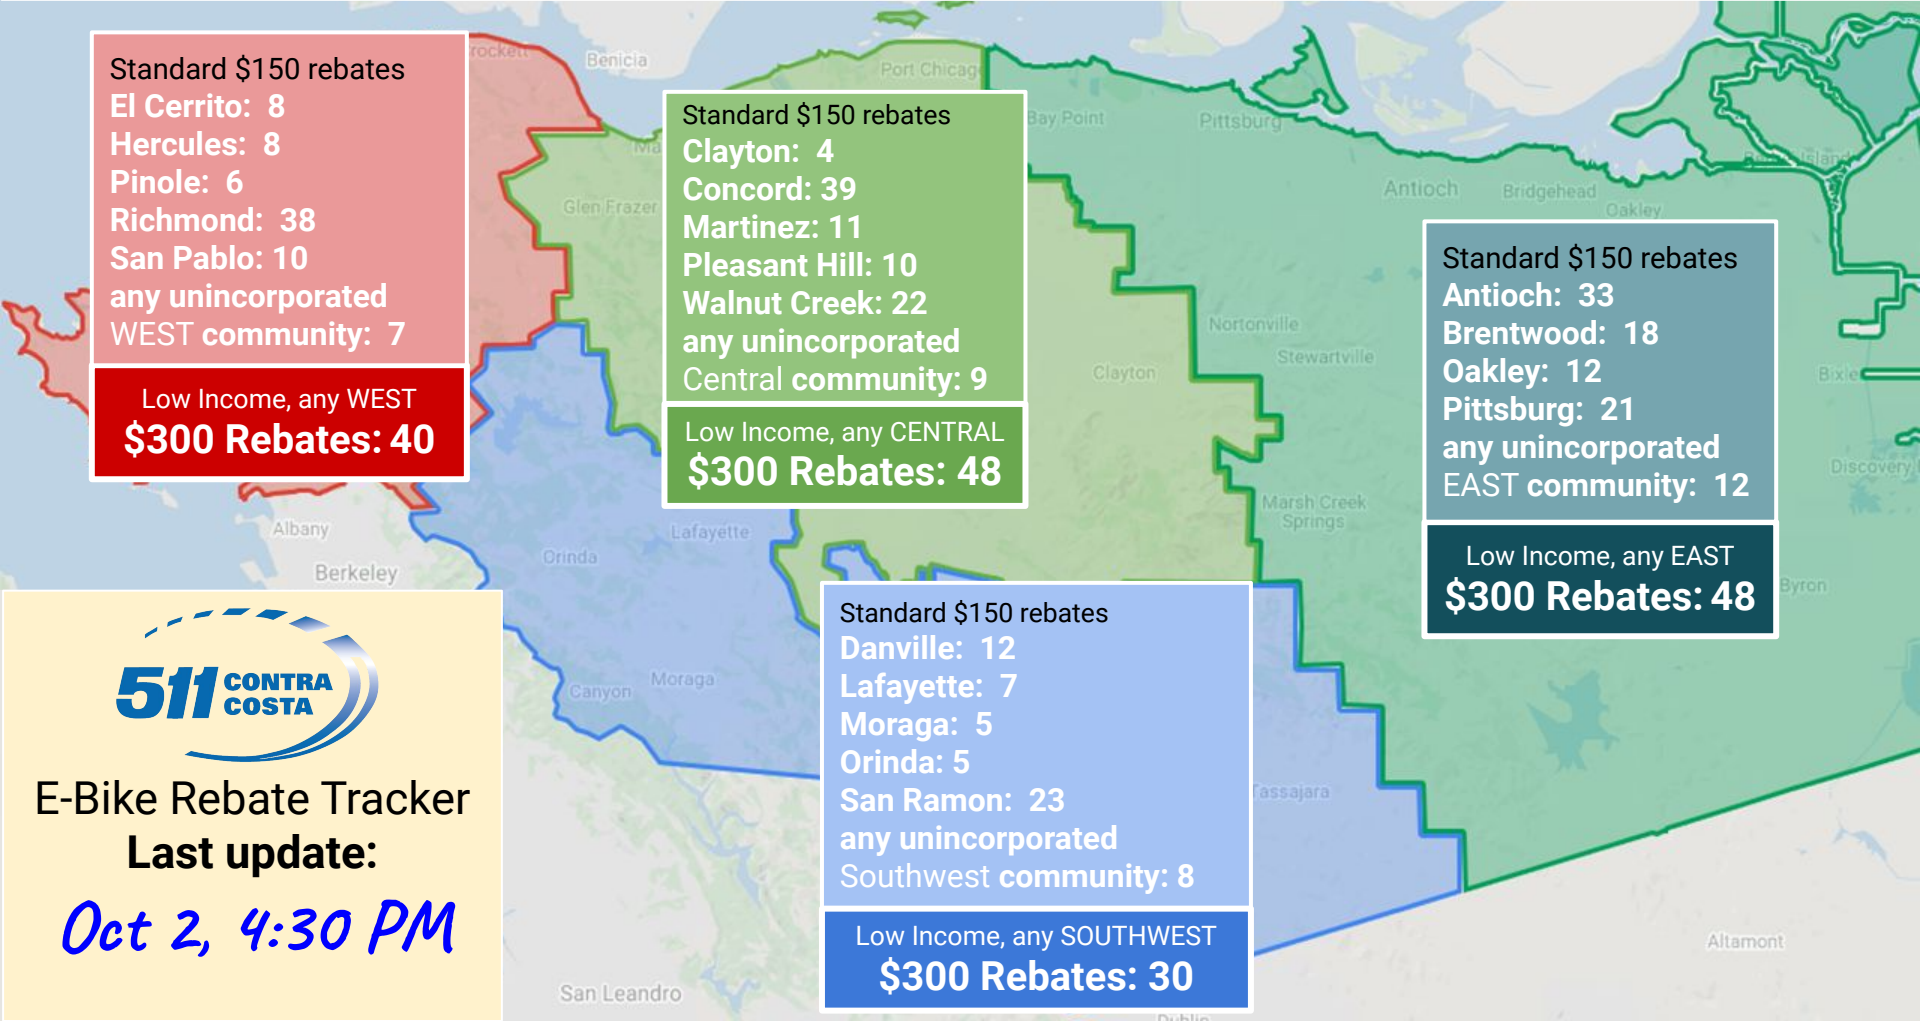 Standard $150 rebates
El Cerrito: 8
Hercules: 8
Pinole: 6
Richmond: 38
San Pablo: 10
any unincorporated
WEST community: 7
Low Income, any WEST
$300 Rebates: 40
Standard $150 rebates
Clayton: 4
Concord: 39
Martinez: 11
Pleasant Hill: 10
Walnut Creek: 22
any unincorporated
Central community: 9
Low Income, any CENTRAL
$300 Rebates: 48
Standard $150 rebates
Antioch: 33
Brentwood: 18
Oakley: 12
Pittsburg: 21
any unincorporated
EAST community: 12
Low Income, any EAST
$300 Rebates: 48
Standard $150 rebates
Danville: 12
Lafayette: 7
Moraga: 5
Orinda: 5
San Ramon: 23
any unincorporated
Southwest community: 8
Low Income, any SOUTHWEST
$300 Rebates: 30
511 CONTRA
COSTA
E-Bike Rebate Tracker
Last update:
Oct 2, 4:30 PM
Benicia
Port Chicag
Bay Point
Pittsburg
Antioch
Bridgehead
Oakley
Glen Frazer
Nortonville
Stewartville
Clayton
Marsh Creek
Springs
Discovery
Byron
Albany
Berkeley
Orinda
Lafayette
Canyon
Moraga
Tassajara
Altamont
San Leandro
Dublin